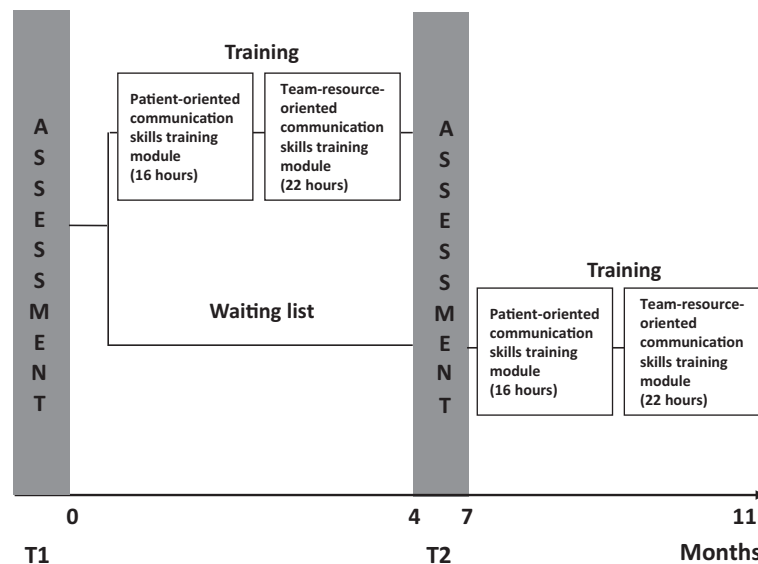 ASSESSMENT
Training
Patient-oriented
communication
skills training
module
(16 hours)
Team-resource-
oriented
communication
skills training
module
(22 hours)
Waiting list
ASSESSMENT
Training
Patient-oriented
communication
skills training
module
(16 hours)
Team-resource-
oriented
communication
skills training
module
(22 hours)
0
4
7
11
T1
T2
Months